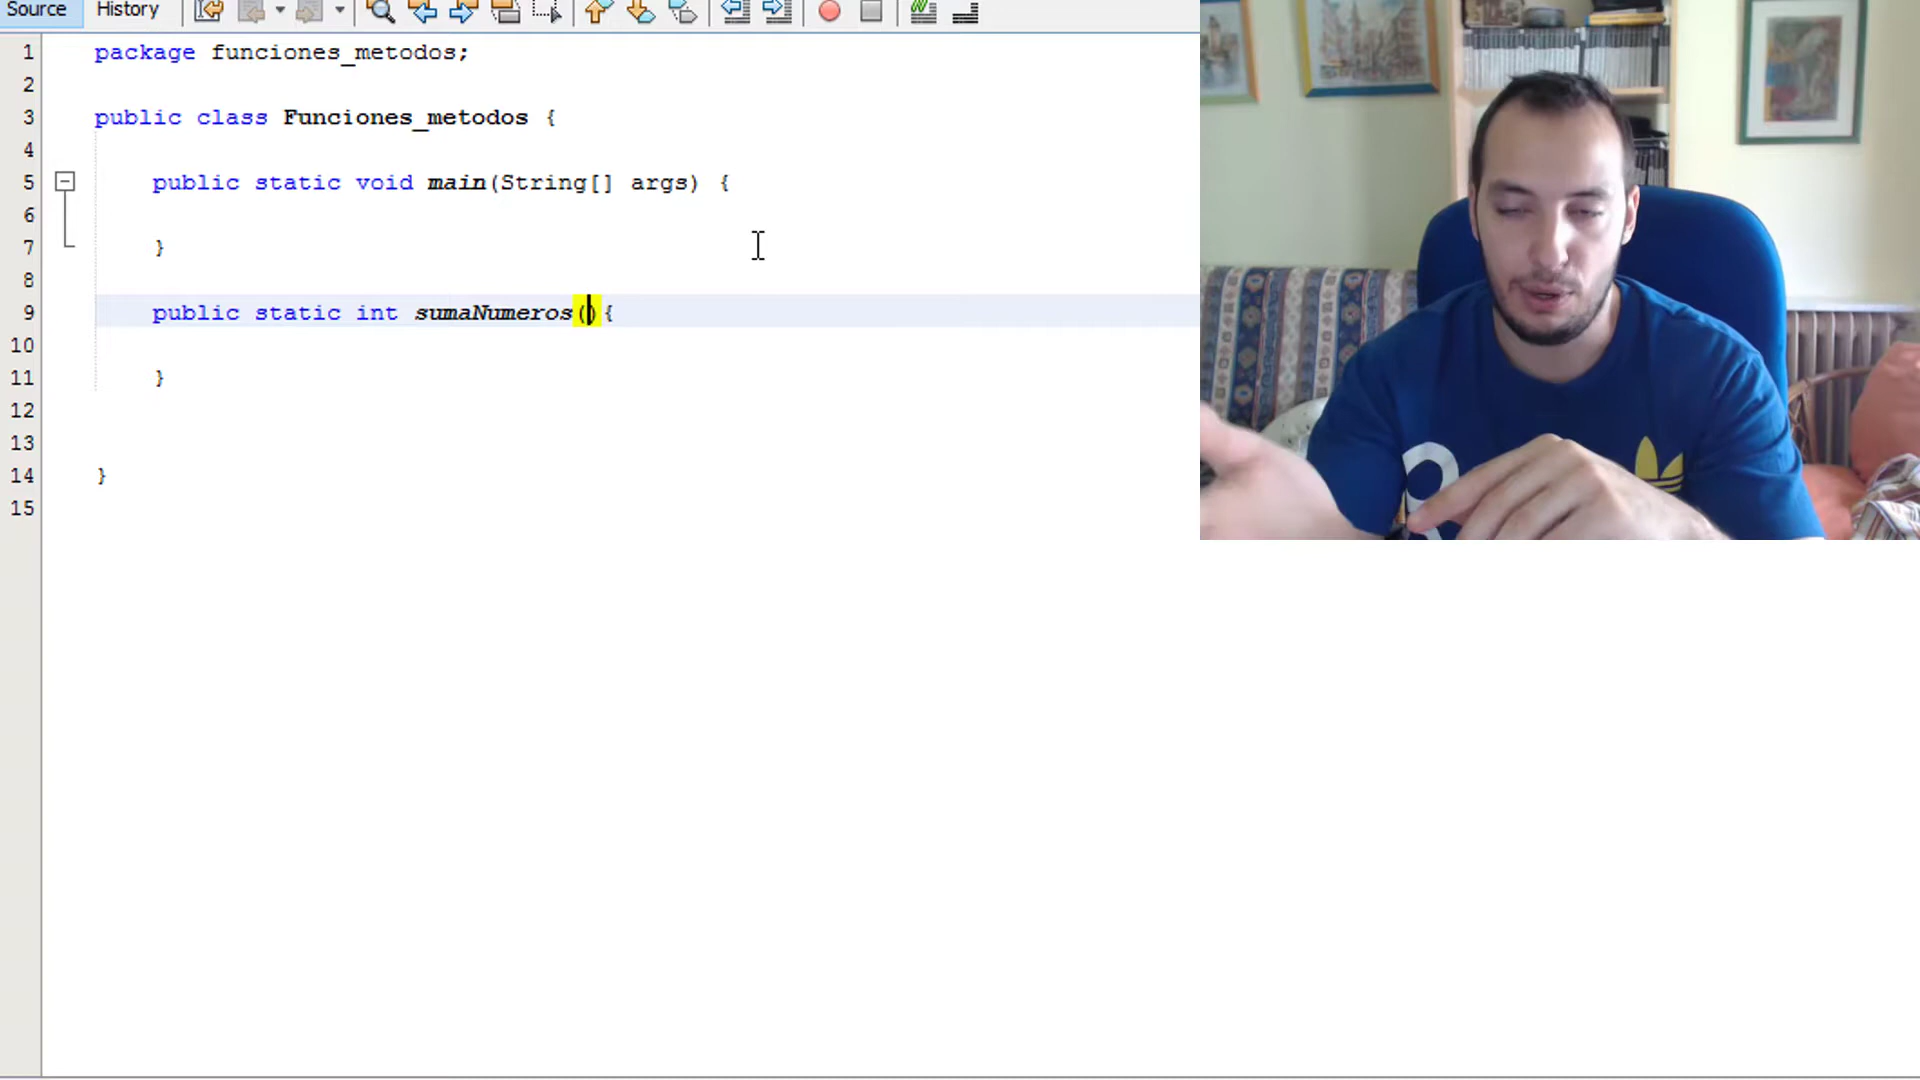 Source History
1 package funciones_metodos;
2
3 public class Funciones_metodos {
4
5 public static void main(String[] args) {
6
7 }
8
9 public static int sumaNumeros(){
10
11 }
12
13
14 }
15